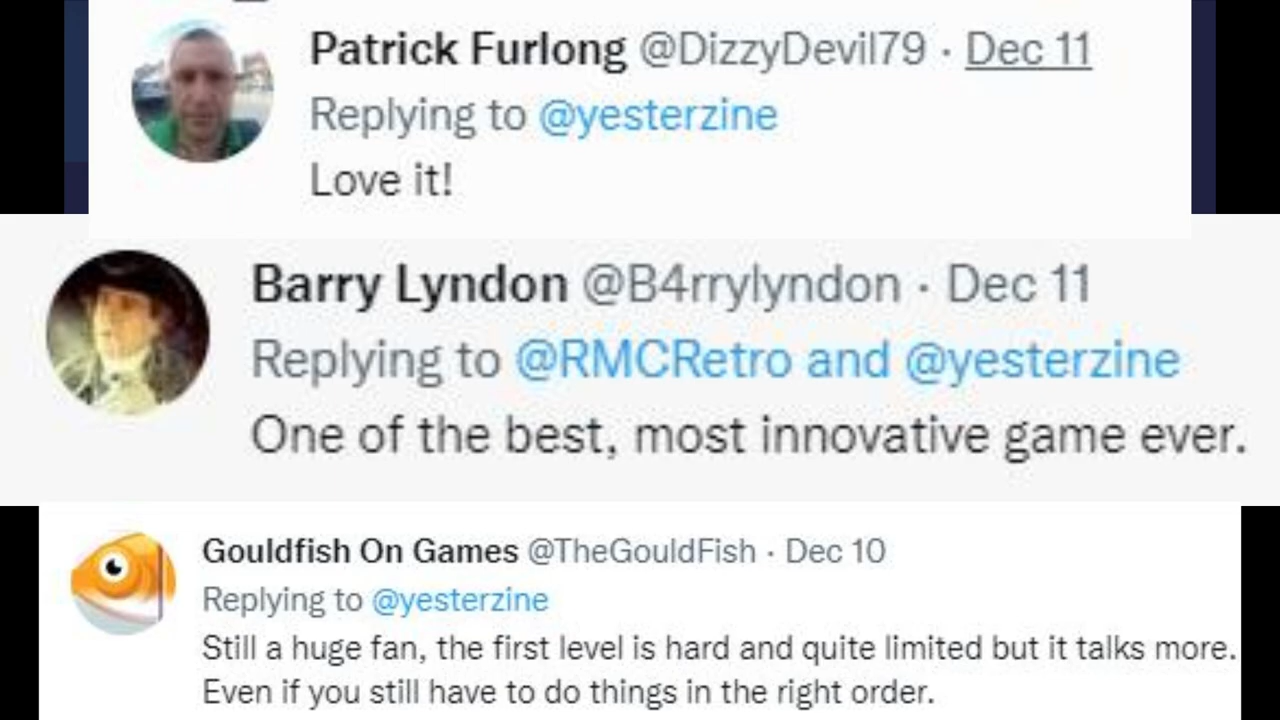 Patrick Furlong @DizzyDevil79 · Dec 11
Replying to @yesterzine
Love it!
Barry Lyndon @B4rrylyndon · Dec 11
Replying to @RMCRetro and @yesterzine
One of the best, most innovative game ever.
Gouldfish On Games @TheGouldFish · Dec 10
Replying to @yesterzine
Still a huge fan, the first level is hard and quite limited but it talks more.
Even if you still have to do things in the right order.